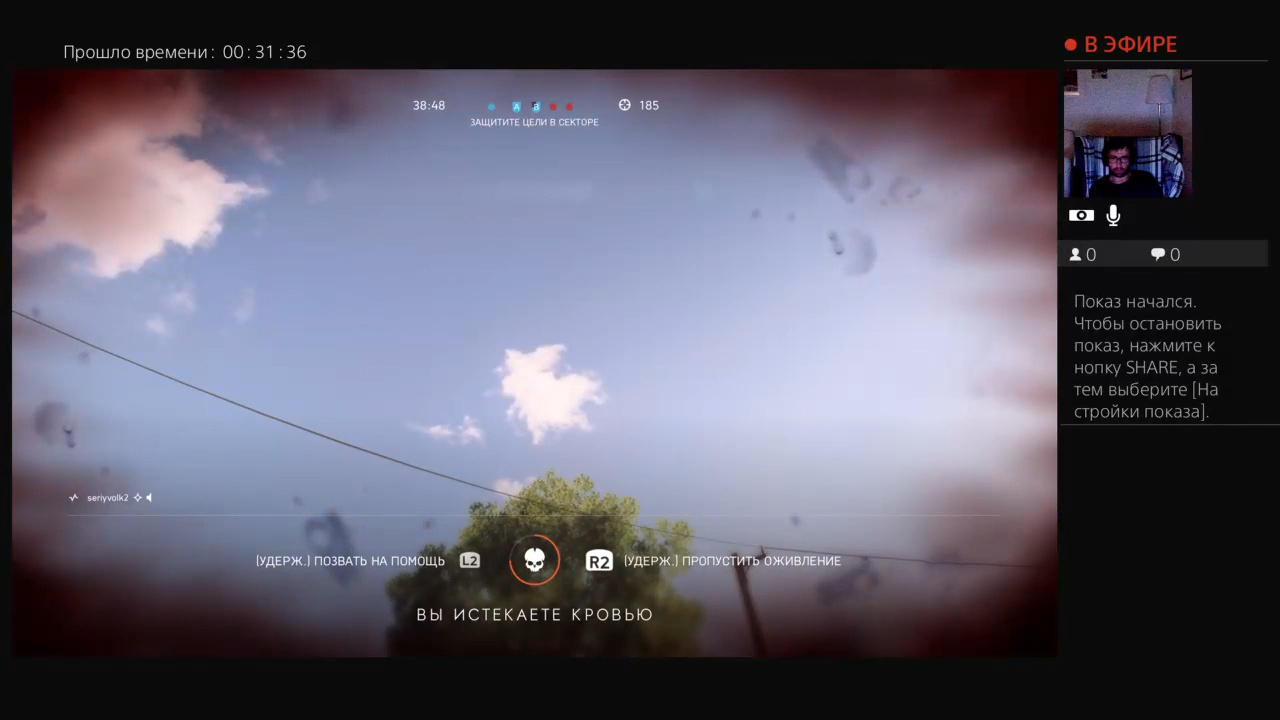 Прошло времени: 00:31:36
В ЭФИРЕ
38:48
A
B
185
ЗАЩИТИТЕ ЦЕЛИ В СЕКТОРЕ
0
0
Показ начался.
Чтобы остановить
показ, нажмите к
нопку SHARE, а за
тем выберите [На
стройки показа].
seriyvolk2
[УДЕРЖ.] ПОЗВАТЬ НА ПОМОЩЬ L2 R2 [УДЕРЖ.] ПРОПУСТИТЬ ОЖИВЛЕНИЕ
ВЫ ИСТЕКАЕТЕ КРОВЬЮ